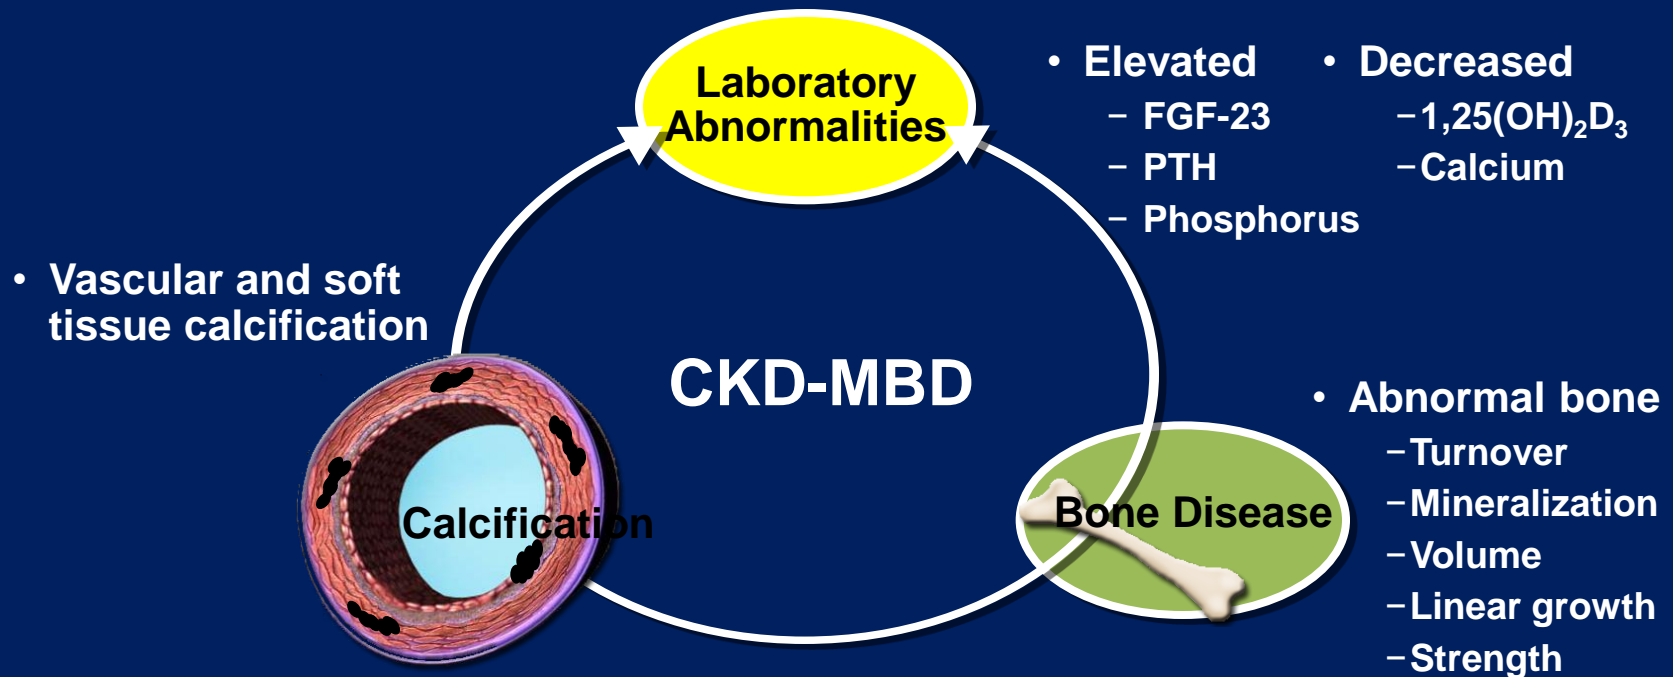 Laboratory
Abnormalities
• Elevated
– FGF-23
– PTH
– Phosphorus
• Decreased
– 1,25(OH)₂D₃
– Calcium
• Vascular and soft
tissue calcification
CKD-MBD
Calcification
Bone Disease
• Abnormal bone
– Turnover
– Mineralization
– Volume
– Linear growth
– Strength